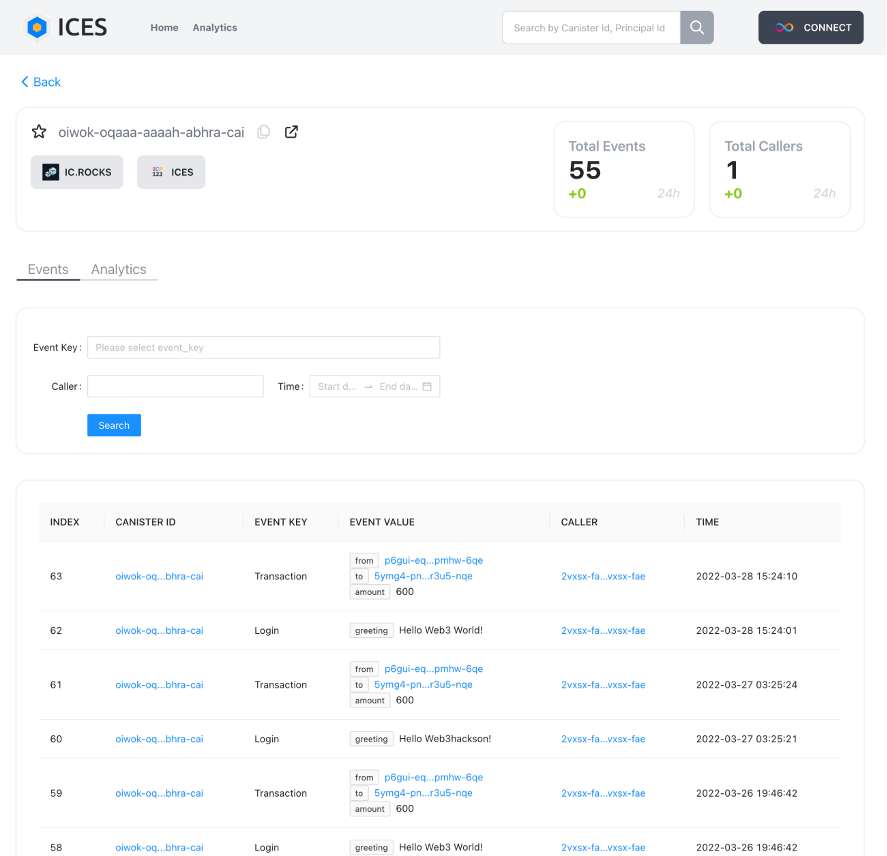 ICES Home Analytics Search by Canister Id, Principal Id CONNECT
Back
oiwok-oqaaa-aaaah-abhra-cai
IC.ROCKS ICES
Total Events
55
+0 24h
Total Callers
1
+0 24h
Events Analytics
Event Key : Please select event_key
Caller : Time : Start d... End da...
Search
INDEX CANISTER ID EVENT KEY EVENT VALUE CALLER TIME
from p6gui-eq...pmhw-6qe
63 oiwok-oq...bhra-cai Transaction to 5ymg4-pn...r3u5-nqe 2vxsx-fa...vxsx-fae 2022-03-28 15:24:10
amount 600
62 oiwok-oq...bhra-cai Login greeting Hello Web3 World! 2vxsx-fa...vxsx-fae 2022-03-28 15:24:01
from p6gui-eq...pmhw-6qe
61 oiwok-oq...bhra-cai Transaction to 5ymg4-pn...r3u5-nqe 2vxsx-fa...vxsx-fae 2022-03-27 03:25:24
amount 600
60 oiwok-oq...bhra-cai Login greeting Hello Web3hackson! 2vxsx-fa...vxsx-fae 2022-03-27 03:25:21
from p6gui-eq...pmhw-6qe
59 oiwok-oq...bhra-cai Transaction to 5ymg4-pn...r3u5-nqe 2vxsx-fa...vxsx-fae 2022-03-26 19:46:42
amount 600
58 oiwok-oq...bhra-cai Login greeting Hello Web3 World! 2vxsx-fa...vxsx-fae 2022-03-26 19:46:42